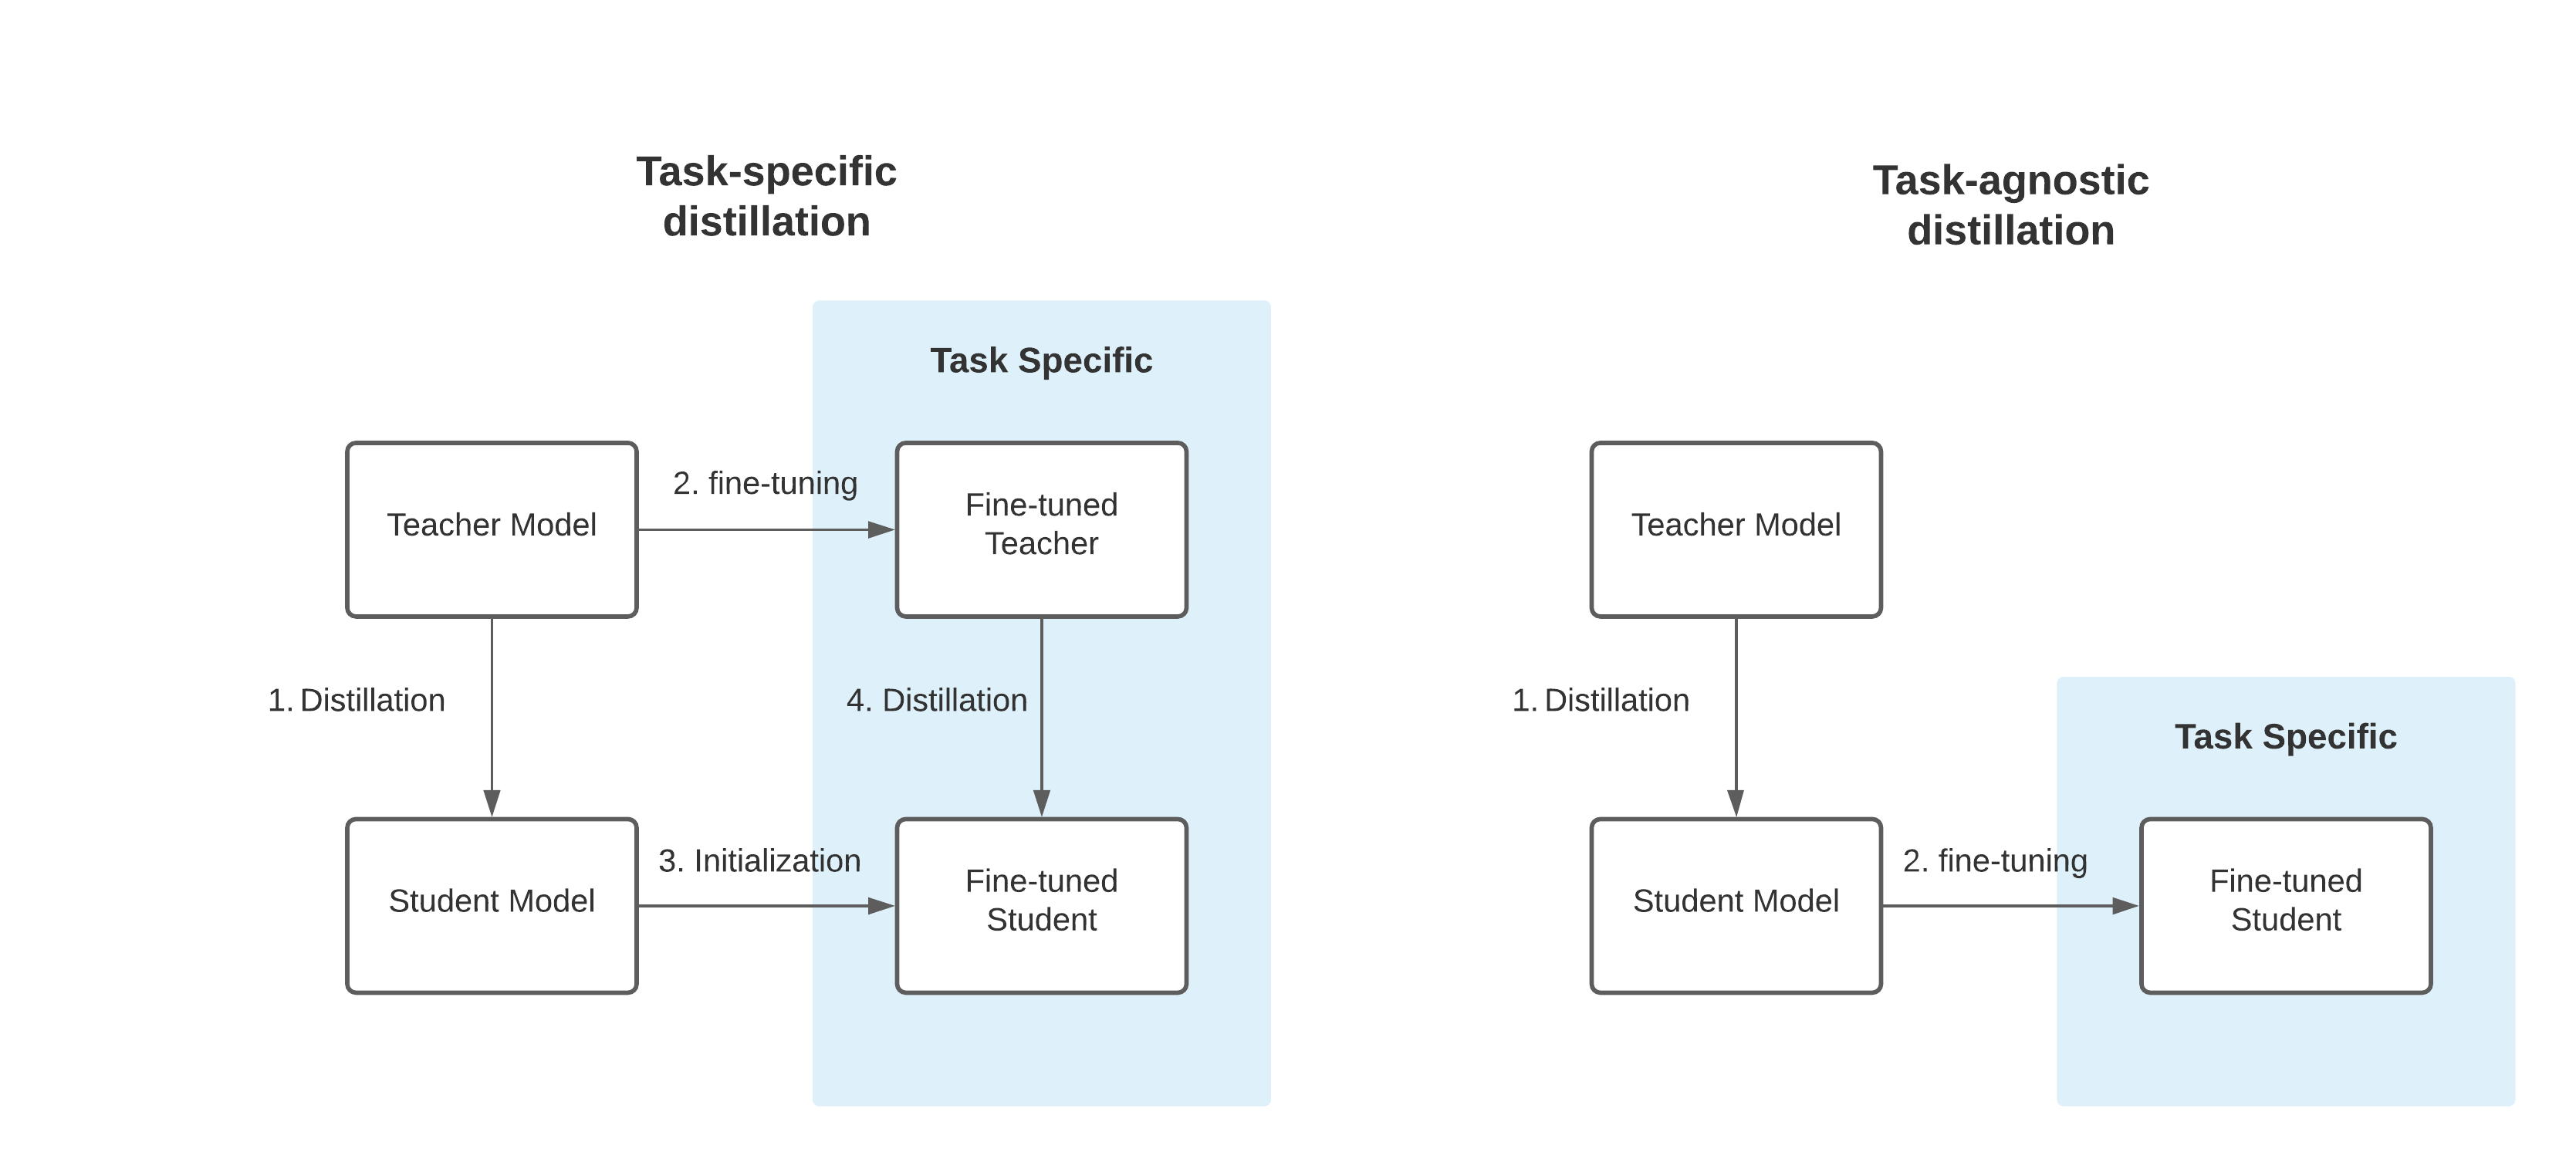 Task-specific
distillation
Task Specific
Teacher Model
2. fine-tuning
Fine-tuned
Teacher
1. Distillation
4. Distillation
Student Model
3. Initialization
Fine-tuned
Student
Task-agnostic
distillation
Teacher Model
1. Distillation
Task Specific
Student Model
2. fine-tuning
Fine-tuned
Student